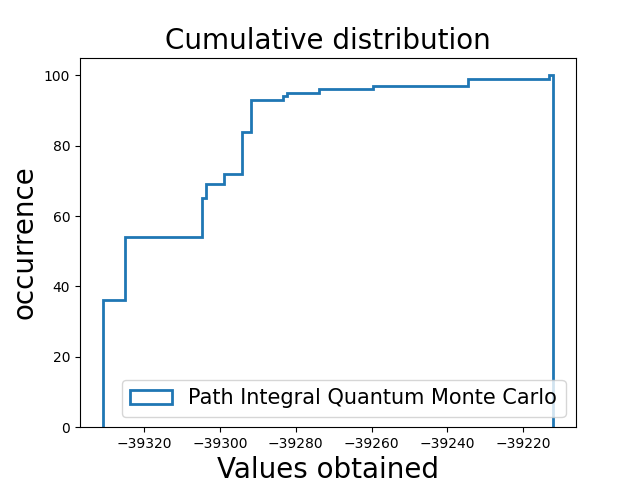 Cumulative distribution
occurrence
100
80
60
40
20
0
Path Integral Quantum Monte Carlo
−39320 −39300 −39280 −39260 −39240 −39220
Values obtained